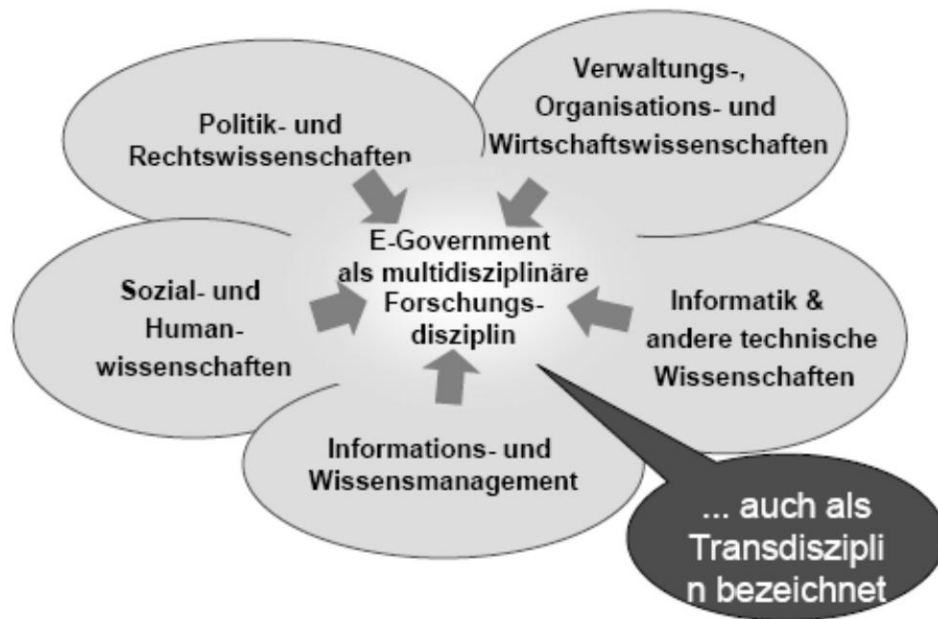 Politik- und
Rechtswissenschaften
Verwaltungs-,
Organisations- und
Wirtschaftswissenschaften
E-Government
als multidisziplinäre
Forschungs-
disziplin
Sozial- und
Human-
wissenschaften
Informatik &
andere technische
Wissenschaften
Informations- und
Wissensmanagement
... auch als
Transdiszipli
n bezeichnet